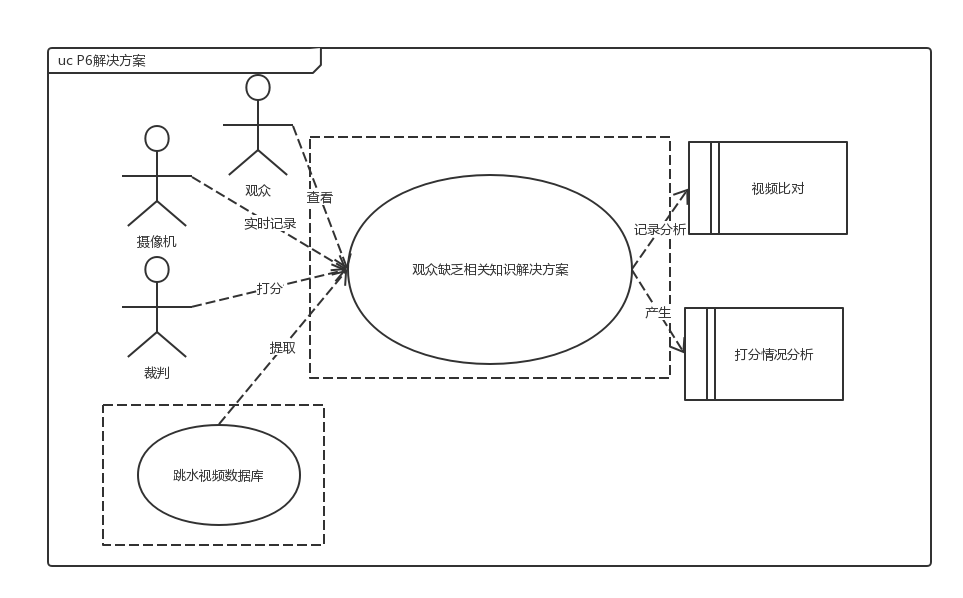 uc P6解决方案
观众
查看
摄像机
实时记录
裁判
打分
提取
跳水视频数据库
观众缺乏相关知识解决方案
记录分析
产生
视频比对
打分情况分析